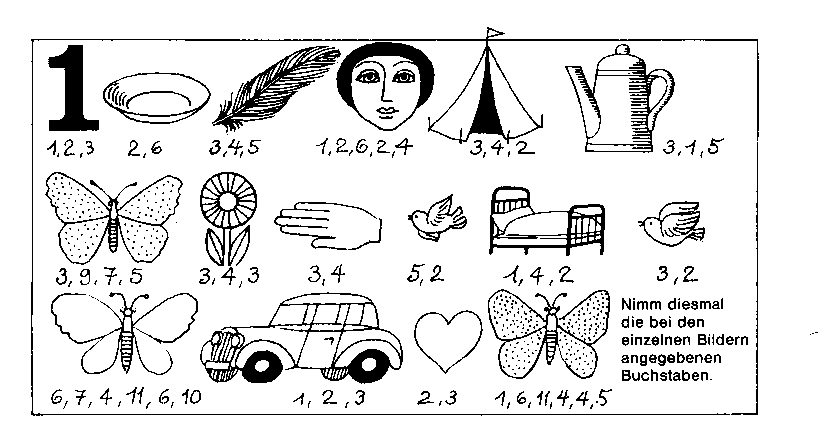 1
1,2,3 2,6 3,4,5 1,2,6,2,4 3,4,2 3,1,5
3,9,7,5 3,4,3 3,4 5,2 1,4,2 3,2
Nimm diesmal
die bei den
einzelnen Bildern
angegebenen
Buchstaben.
6,7,4,11,6,10 1,2,3 2,3 1,6,11,4,4,5